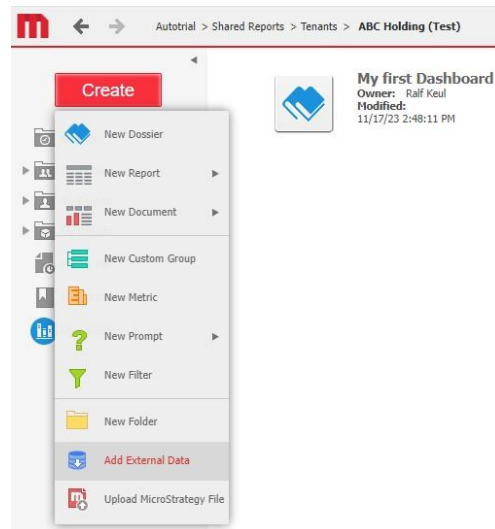 Autotrial > Shared Reports > Tenants > ABC Holding (Test)
Create
My first Dashboard
Owner: Ralf Keul
Modified:
11/17/23 2:48:11 PM
New Dossier
New Report
New Document
New Custom Group
New Metric
New Prompt
New Filter
New Folder
Add External Data
Upload MicroStrategy File